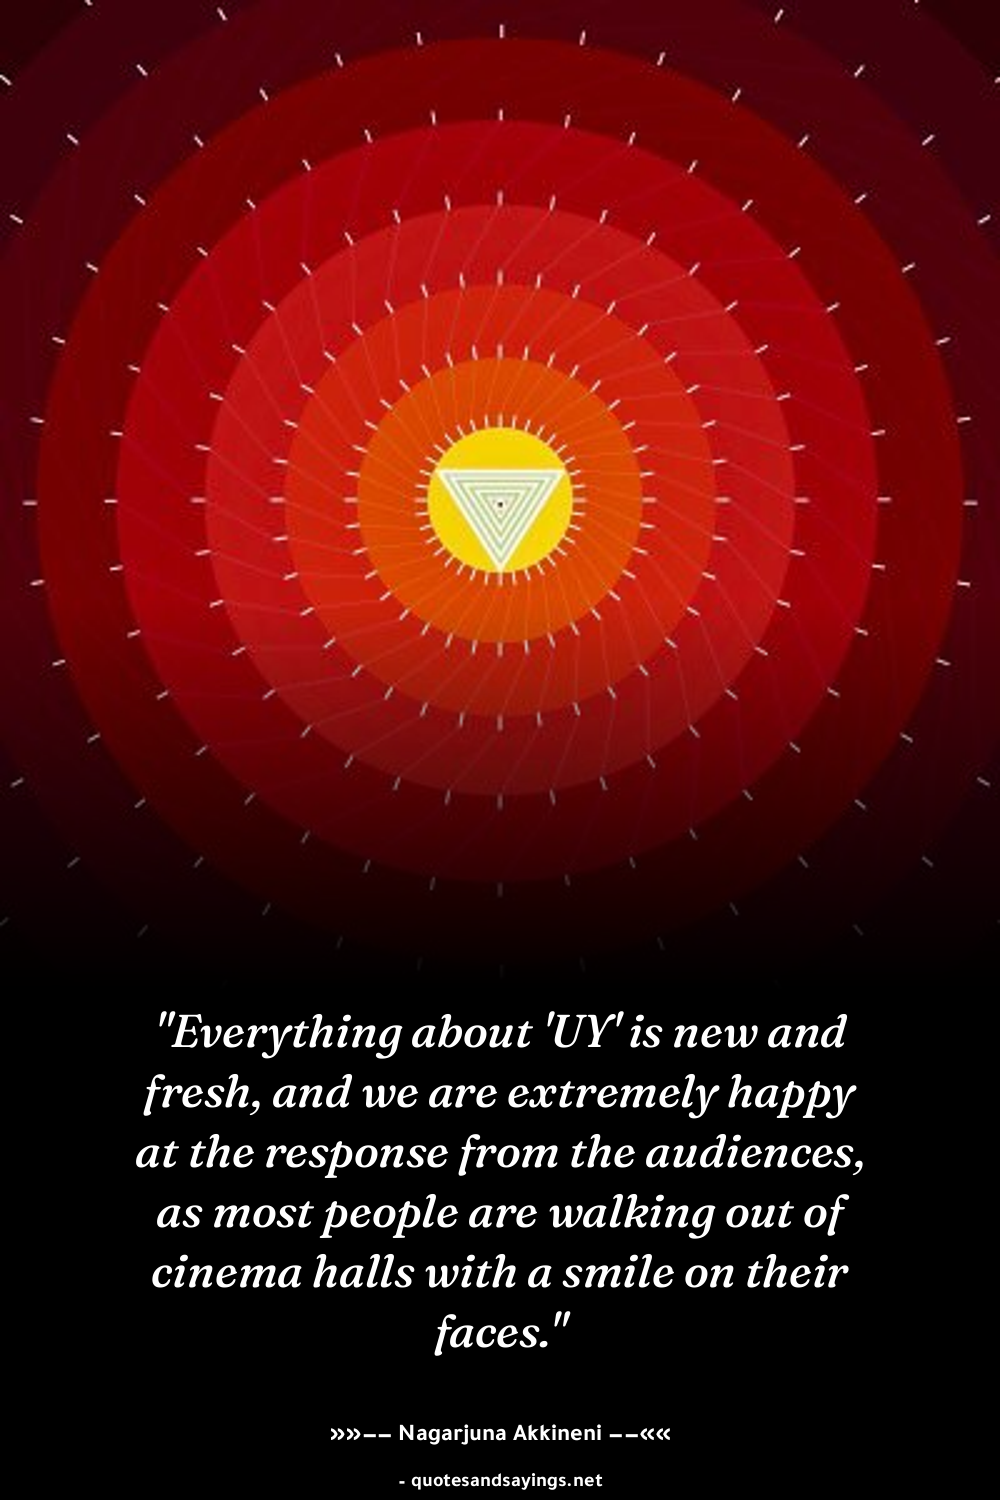 "Everything about 'UY' is new and
fresh, and we are extremely happy
at the response from the audiences,
as most people are walking out of
cinema halls with a smile on their
faces."
»»−− Nagarjuna Akkineni −−««
- quotesandsayings.net